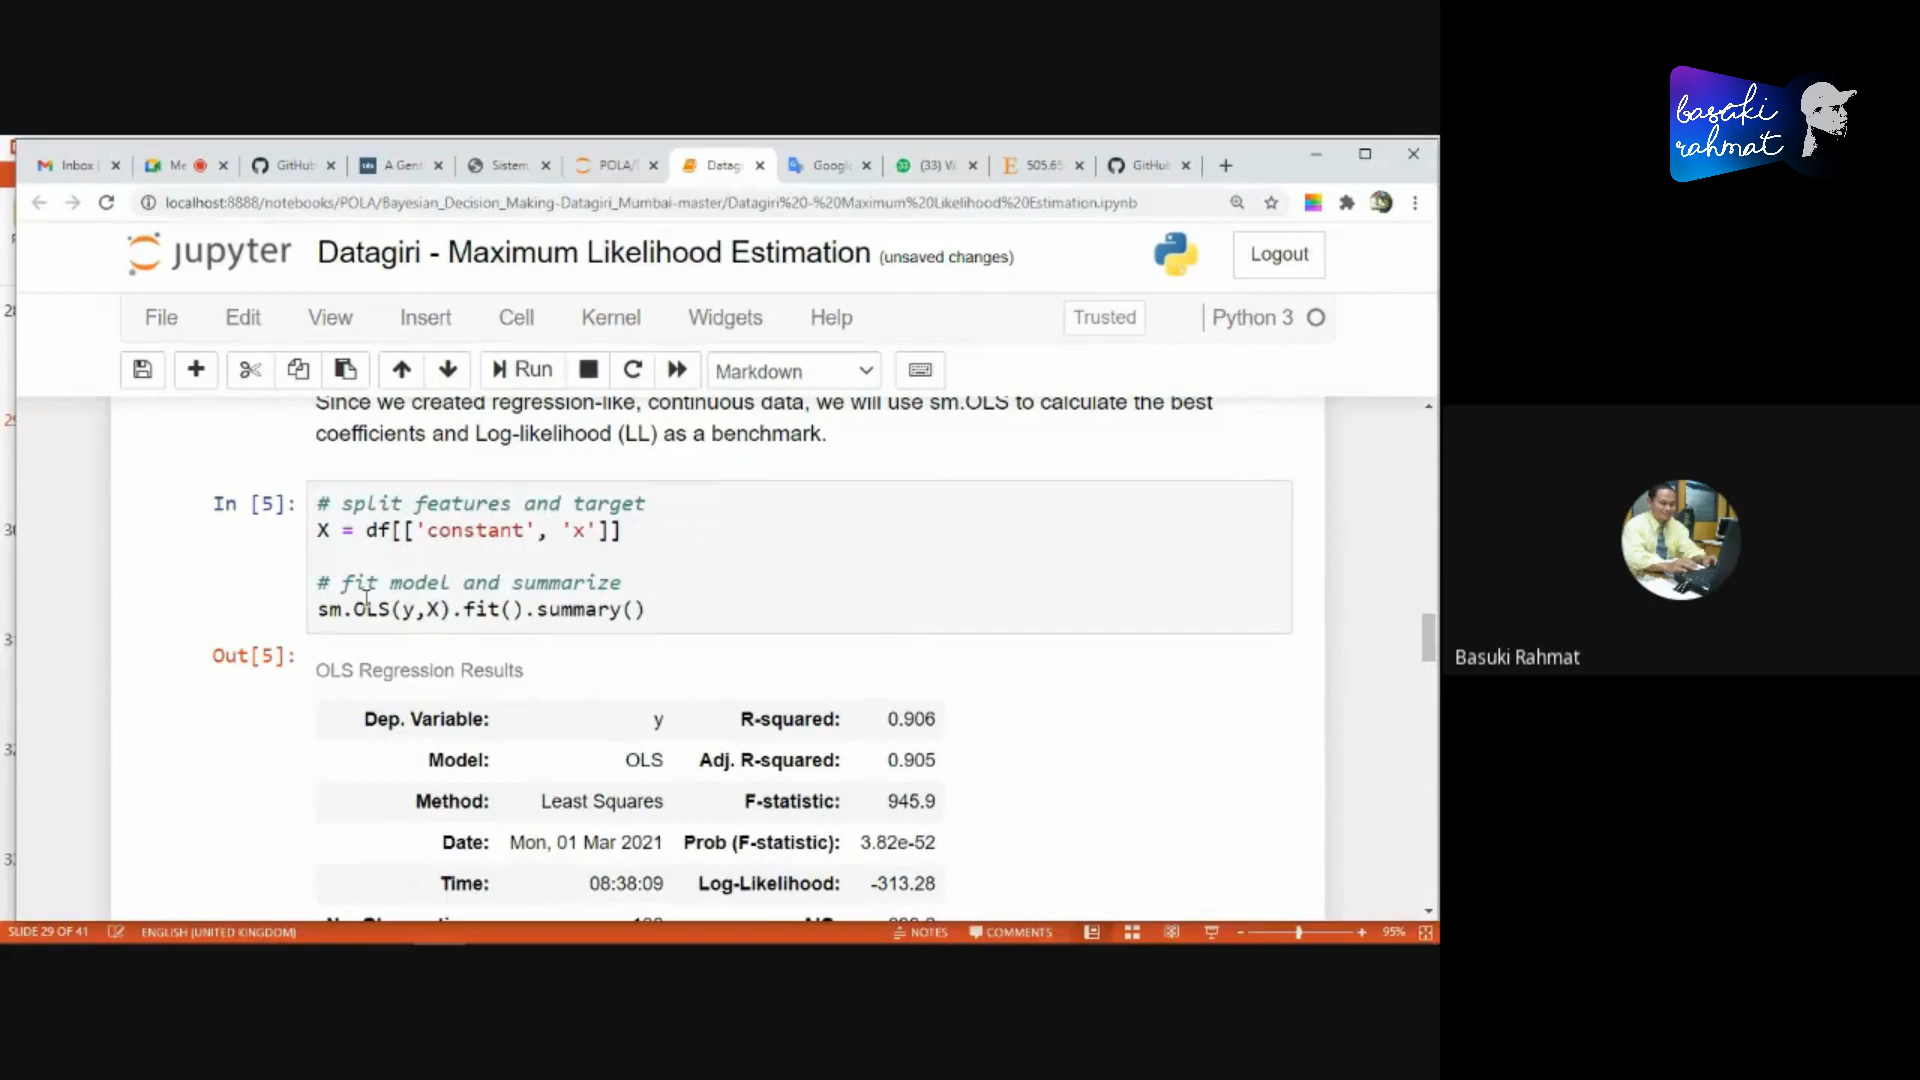 basuki
rahmat
Inbox
Me
GitHub
A Gent
Sistem
POLA/
Datag
Googl
(33) W
505.65
GitHub
localhost:8888/notebooks/POLA/Bayesian_Decision_Making-Datagiri_Mumbai-master/Datagiri%20-%20Maximum%20Likelihood%20Estimation.ipynb
jupyter Datagiri - Maximum Likelihood Estimation (unsaved changes)
Logout
File Edit View Insert Cell Kernel Widgets Help
Trusted
Python 3
Run
Markdown
Since we created regression-like, continuous data, we will use sm.OLS to calculate the best
coefficients and Log-likelihood (LL) as a benchmark.
In [5]:
# split features and target
X = df[['constant', 'x']]
# fit model and summarize
sm.OLS(y,X).fit().summary()
Out[5]:
OLS Regression Results
Dep. Variable: y R-squared: 0.906
Model: OLS Adj. R-squared: 0.905
Method: Least Squares F-statistic: 945.9
Date: Mon, 01 Mar 2021 Prob (F-statistic): 3.82e-52
Time: 08:38:09 Log-Likelihood: -313.28
SLIDE 29 OF 41
ENGLISH (UNITED KINGDOM)
NOTES
COMMENTS
95%
Basuki Rahmat